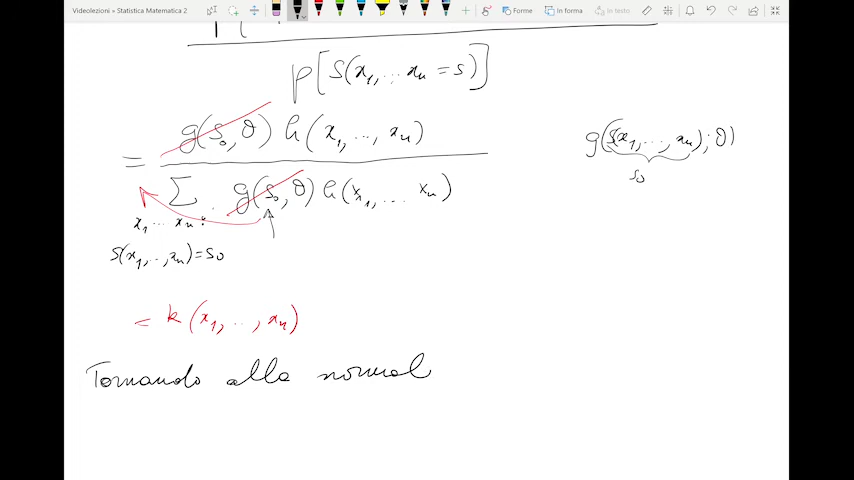 Videolezioni » Statistica Matematica 2
Forme
In forma
In testo
p[S(x₁,... xₙ = s)]
= g(s₀, θ) h(x₁, ..., xₙ)
g(s(x₁, ..., xₙ); θ)
s₀
∑ g(s₀, θ) h(x₁, ... xₙ)
x₁ ... xₙ :
s(x₁, .., xₙ) = s₀
= k(x₁, .., xₙ)
Tornando alla normal